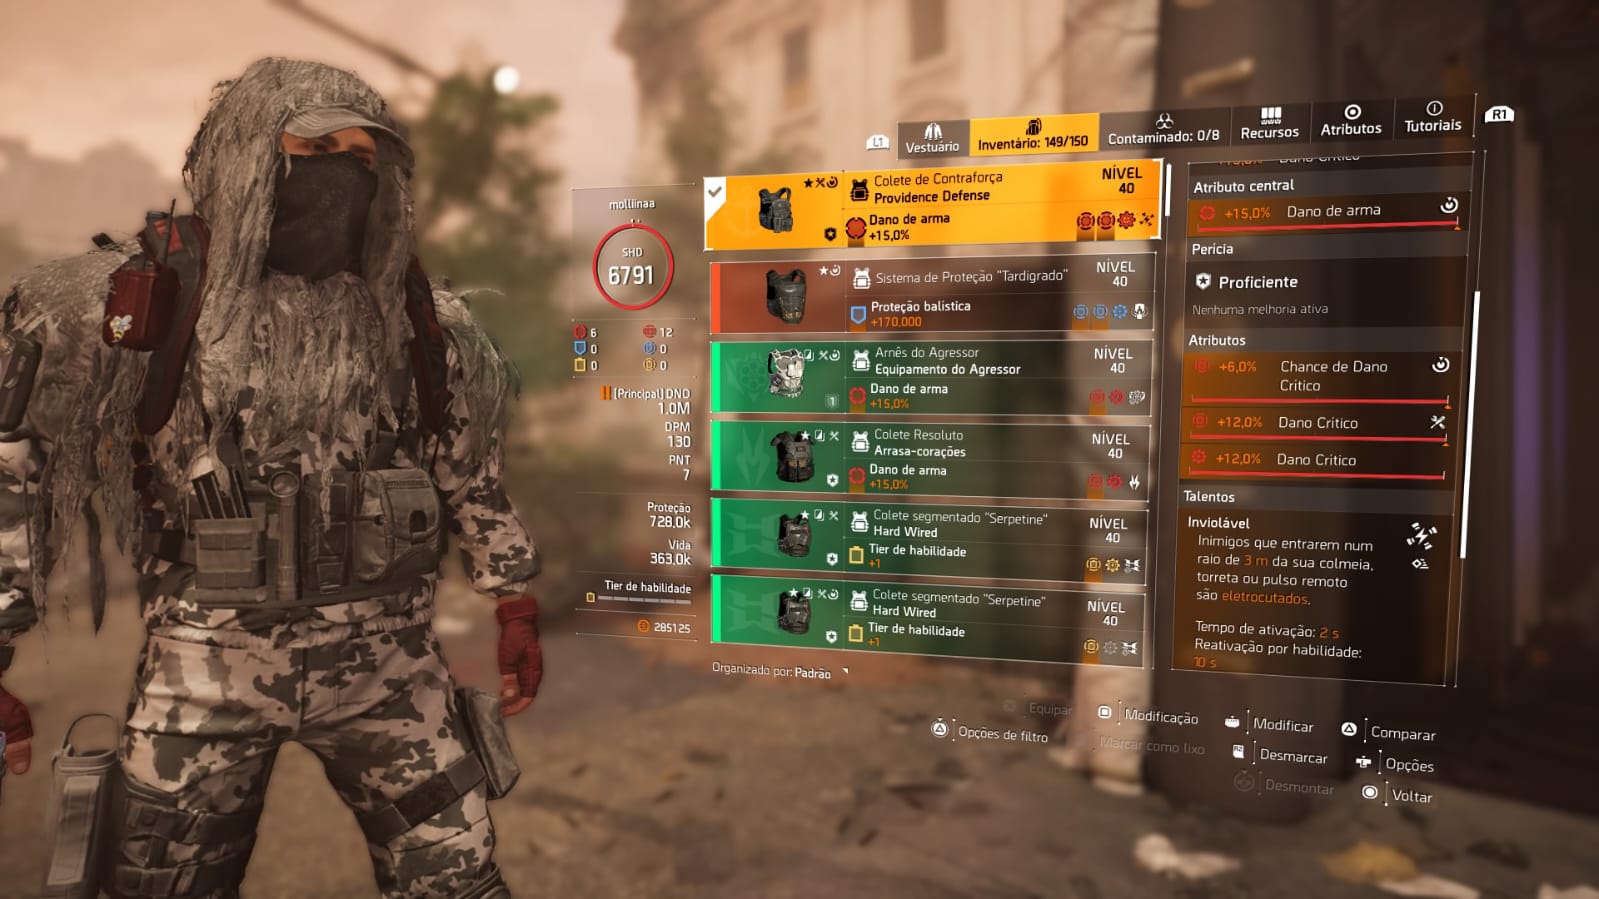 L1
Vestuário
Inventário: 149/150
Contaminado: 0/8
Recursos
Atributos
Tutoriais
R1
molliinaa
SHD
6791
6
12
0
0
0
0
[Principal] DND
1.0M
DPM
130
PNT
7
Proteção
728,0k
Vida
363,0k
Tier de habilidade
285125
Colete de Contraforça
Providence Defense
NÍVEL
40
Dano de arma
+15,0%
Sistema de Proteção "Tardigrado"
NÍVEL
40
Proteção balística
+170.000
Arnês do Agressor
Equipamento do Agressor
NÍVEL
40
Dano de arma
+15,0%
1
Colete Resoluto
Arrasa-corações
NÍVEL
40
Dano de arma
+15,0%
Colete segmentado "Serpetine"
Hard Wired
NÍVEL
40
Tier de habilidade
+1
Colete segmentado "Serpetine"
Hard Wired
NÍVEL
40
Tier de habilidade
+1
Organizado por: Padrão
Dano Crítico
Atributo central
+15,0% Dano de arma
Perícia
Proficiente
Nenhuma melhoria ativa
Atributos
+6,0% Chance de Dano
Crítico
+12,0% Dano Crítico
+12,0% Dano Crítico
Talentos
Inviolável
Inimigos que entrarem num
raio de 3 m da sua colmeia,
torreta ou pulso remoto
são eletrocutados.
Tempo de ativação: 2 s
Reativação por habilidade:
10 s
Equipar
Modificação
Modificar
Comparar
Opções de filtro
Marcar como lixo
R2
Desmarcar
Opções
Desmontar
Voltar